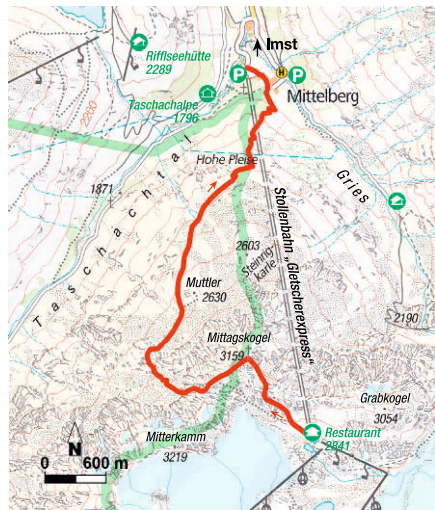 Imst
Rifflseehütte
2289
P
H
P
Taschachalpe
1796
Mittelberg
2200
Hohe Pleise
Taschachtal
1871
Gries
Stollenbahn „Gletscherexpress“
2603
Steinig-
karle
Muttler
2630
2190
Mittagskogel
3159
Grabkogel
3054
Mitterkamm
3219
Restaurant
2841
N
0 600 m